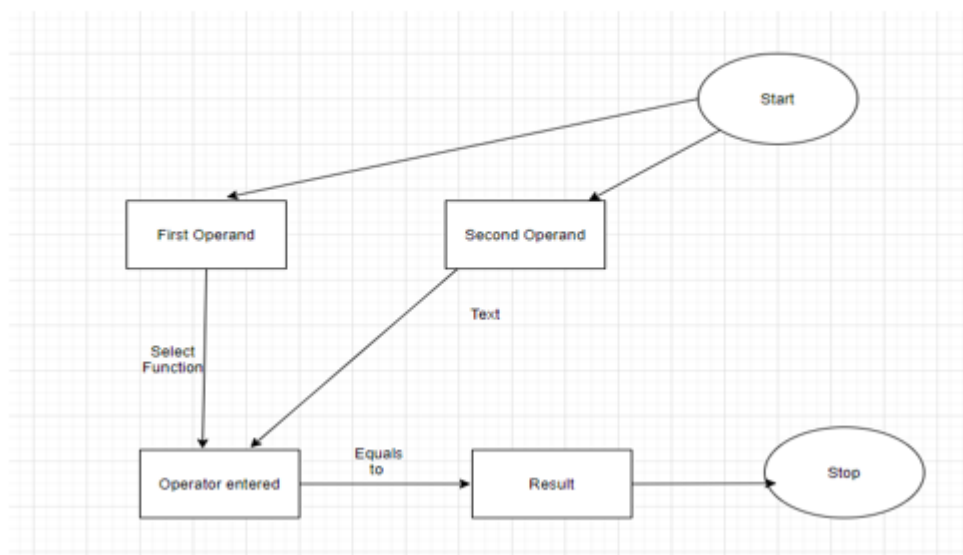 Start
First Operand
Second Operand
Text
Select
Function
Equals
to
Operator entered
Result
Stop